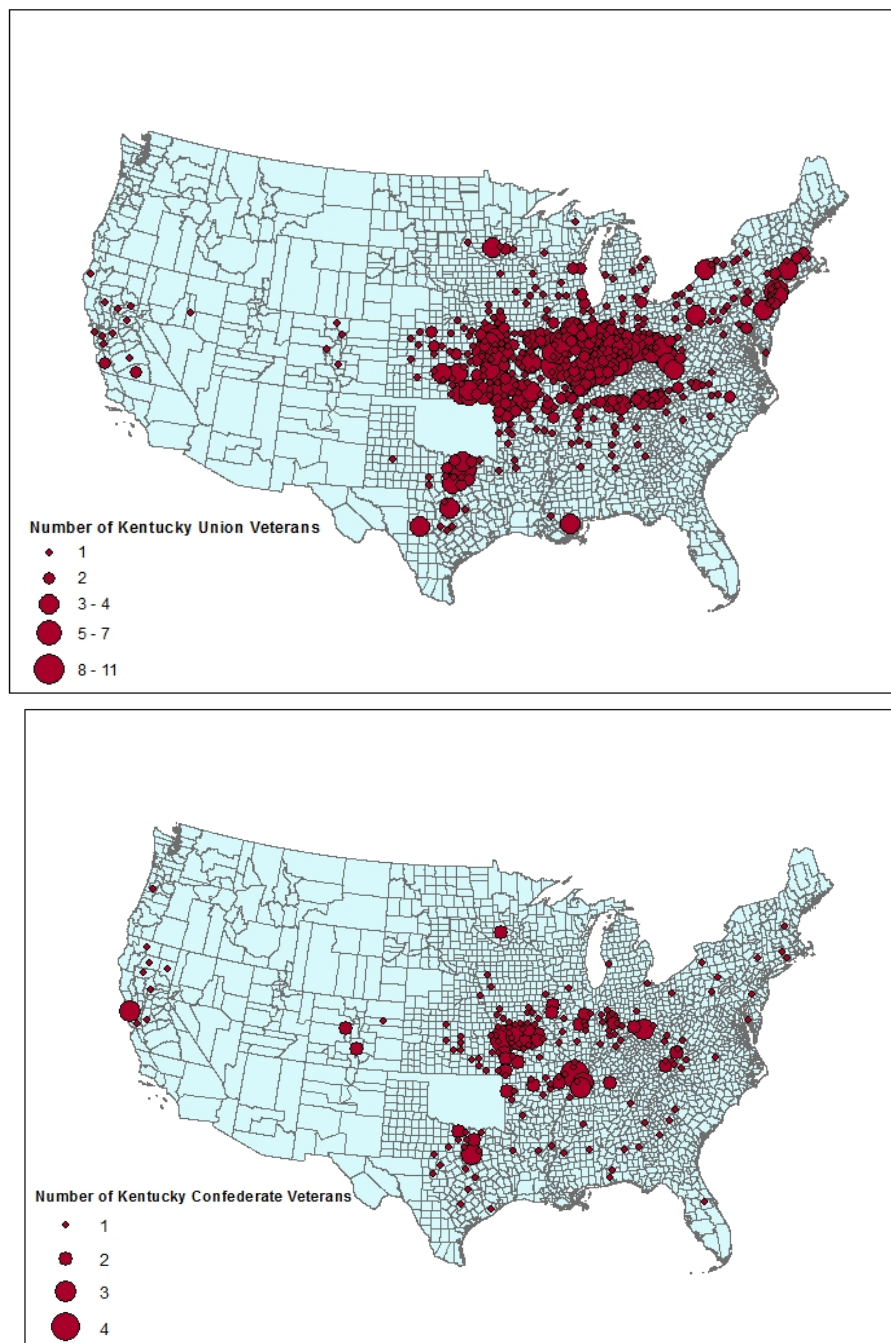 Number of Kentucky Union Veterans
1
2
3 - 4
5 - 7
8 - 11
Number of Kentucky Confederate Veterans
1
2
3
4